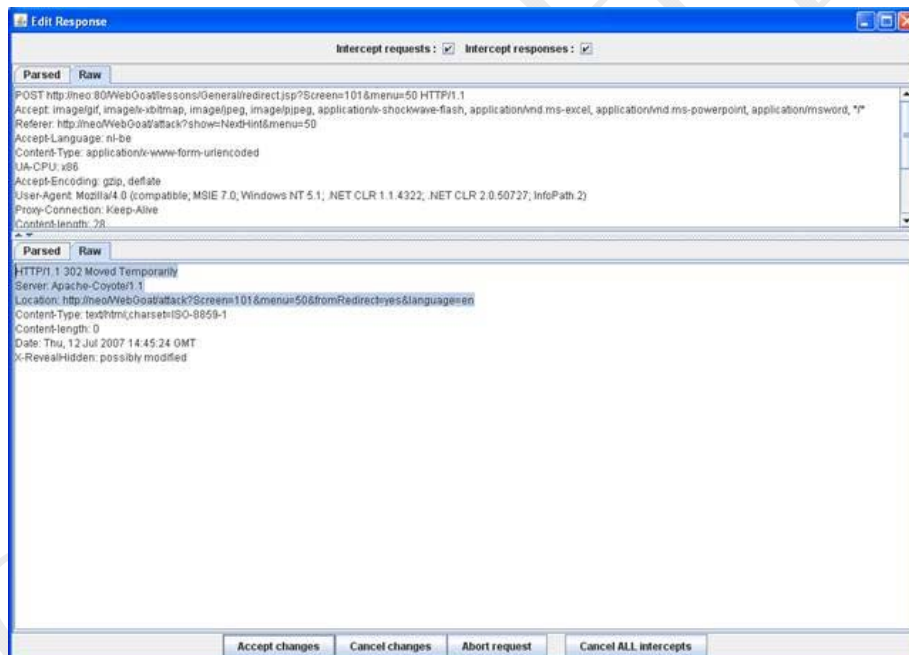 Edit Response
Intercept requests : Intercept responses :
Parsed Raw
POST http://neo:80/WebGoat/lessons/General/redirect.jsp?Screen=101&menu=50 HTTP/1.1
Accept: image/gif, image/x-xbitmap, image/jpeg, image/pjpeg, application/x-shockwave-flash, application/vnd.ms-excel, application/vnd.ms-powerpoint, application/msword, */*
Referer: http://neo/WebGoat/attack?show=NextHint&menu=50
Accept-Language: nl-be
Content-Type: application/x-www-form-urlencoded
UA-CPU: x86
Accept-Encoding: gzip, deflate
User-Agent: Mozilla/4.0 (compatible; MSIE 7.0; Windows NT 5.1; .NET CLR 1.1.4322; .NET CLR 2.0.50727; InfoPath.2)
Proxy-Connection: Keep-Alive
Content-length: 28
Parsed Raw
HTTP/1.1 302 Moved Temporarily
Server: Apache-Coyote/1.1
Location: http://neo/WebGoat/attack?Screen=101&menu=50&fromRedirect=yes&language=en
Content-Type: text/html;charset=ISO-8859-1
Content-length: 0
Date: Thu, 12 Jul 2007 14:45:24 GMT
X-RevealHidden: possibly modified
Accept changes Cancel changes Abort request Cancel ALL intercepts